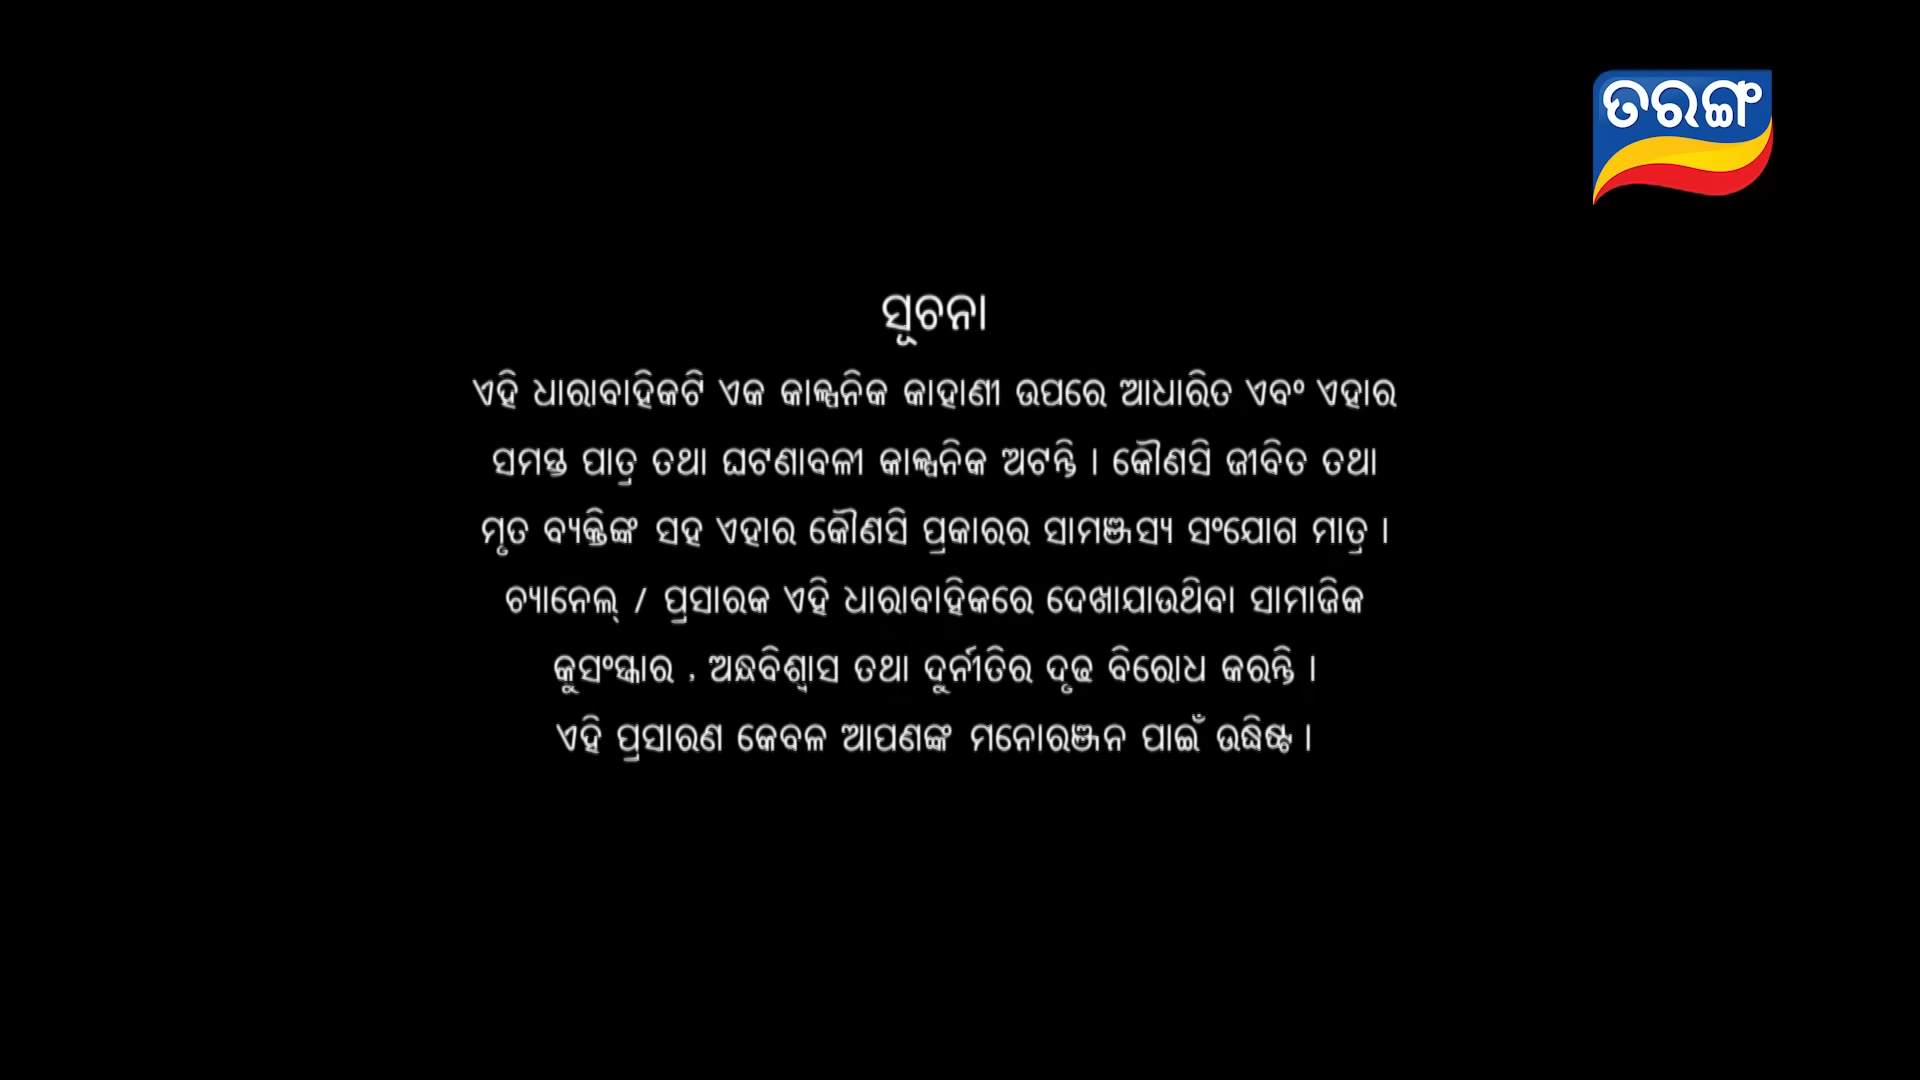 ତରଙ୍ଗ
ସୂଚନା
ଏହି ଧାରାବାହିକଟି ଏକ କାଳ୍ପନିକ କାହାଣୀ ଉପରେ ଆଧାରିତ ଏବଂ ଏହାର
ସମସ୍ତ ପାତ୍ର ତଥା ଘଟଣାବଳୀ କାଳ୍ପନିକ ଅଟନ୍ତି । କୌଣସି ଜୀବିତ ତଥା
ମୃତ ବ୍ୟକ୍ତିଙ୍କ ସହ ଏହାର କୌଣସି ପ୍ରକାରର ସାମଞ୍ଜସ୍ୟ ସଂଯୋଗ ମାତ୍ର ।
ଚ୍ୟାନେଲ୍ / ପ୍ରସାରକ ଏହି ଧାରାବାହିକରେ ଦେଖାଯାଉଥିବା ସାମାଜିକ
କୁସଂସ୍କାର , ଅନ୍ଧବିଶ୍ୱାସ ତଥା ଦୁର୍ନୀତିର ଦୃଢ ବିରୋଧ କରନ୍ତି ।
ଏହି ପ୍ରସାରଣ କେବଳ ଆପଣଙ୍କ ମନୋରଞ୍ଜନ ପାଇଁ ଉଦ୍ଧିଷ୍ଟ ।